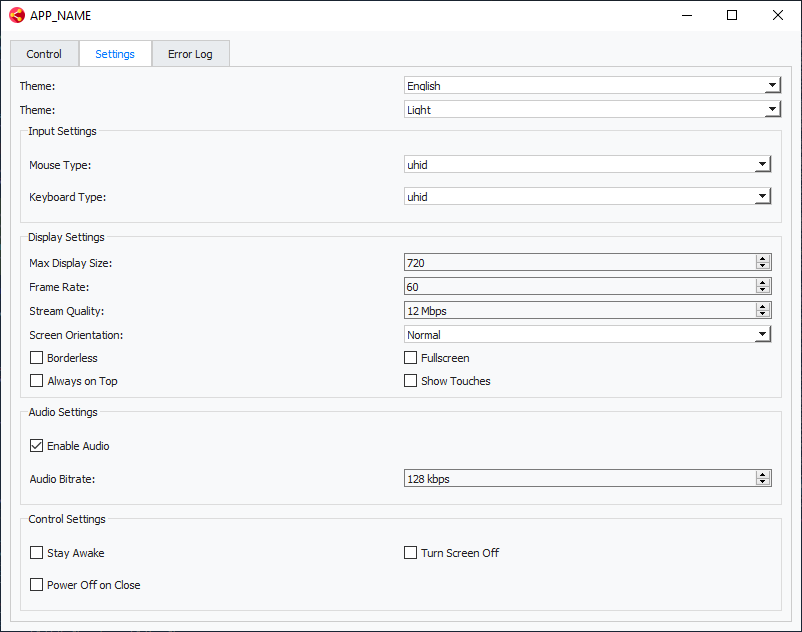 APP_NAME
Control Settings Error Log
Theme: English
Theme: Light
Input Settings
Mouse Type: uhid
Keyboard Type: uhid
Display Settings
Max Display Size: 720
Frame Rate: 60
Stream Quality: 12 Mbps
Screen Orientation: Normal
Borderless Fullscreen
Always on Top Show Touches
Audio Settings
Enable Audio
Audio Bitrate: 128 kbps
Control Settings
Stay Awake Turn Screen Off
Power Off on Close